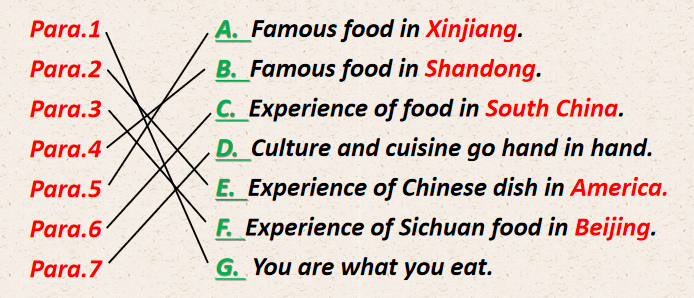 Para.1 A. Famous food in Xinjiang.
Para.2 B. Famous food in Shandong.
Para.3 C. Experience of food in South China.
Para.4 D. Culture and cuisine go hand in hand.
Para.5 E. Experience of Chinese dish in America.
Para.6 F. Experience of Sichuan food in Beijing.
Para.7 G. You are what you eat.